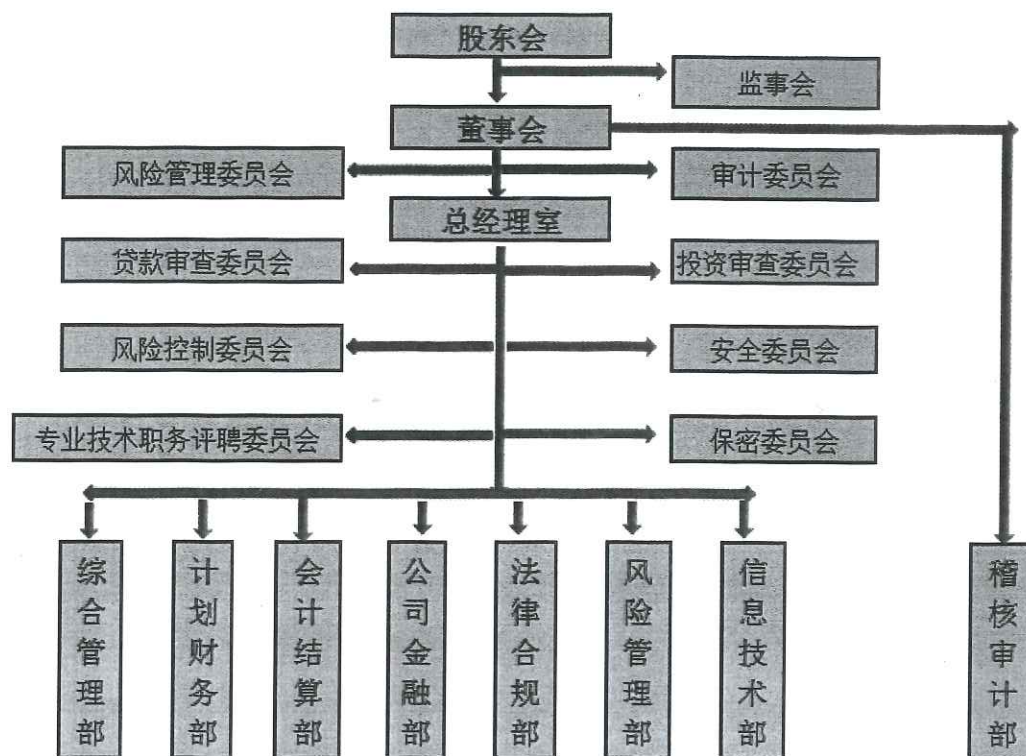 股东会
监事会
董事会
风险管理委员会
审计委员会
总经理室
贷款审查委员会
投资审查委员会
风险控制委员会
安全委员会
专业技术职务评聘委员会
保密委员会
综合管理部
计划财务部
会计结算部
公司金融部
法律合规部
风险管理部
信息技术部
稽核审计部